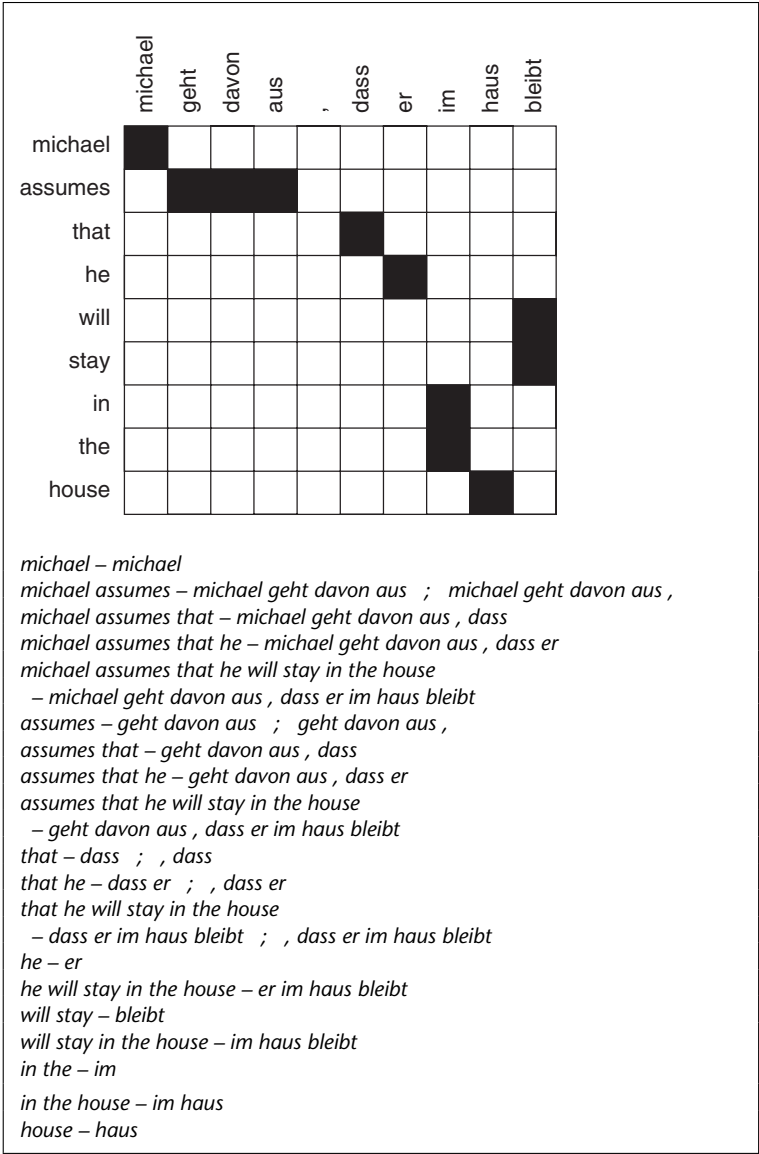 michael geht davon aus , dass er im haus bleibt
michael
assumes
that
he
will
stay
in
the
house
michael – michael
michael assumes – michael geht davon aus ; michael geht davon aus ,
michael assumes that – michael geht davon aus , dass
michael assumes that he – michael geht davon aus , dass er
michael assumes that he will stay in the house
– michael geht davon aus , dass er im haus bleibt
assumes – geht davon aus ; geht davon aus ,
assumes that – geht davon aus , dass
assumes that he – geht davon aus , dass er
assumes that he will stay in the house
– geht davon aus , dass er im haus bleibt
that – dass ; , dass
that he – dass er ; , dass er
that he will stay in the house
– dass er im haus bleibt ; , dass er im haus bleibt
he – er
he will stay in the house – er im haus bleibt
will stay – bleibt
will stay in the house – im haus bleibt
in the – im
in the house – im haus
house – haus